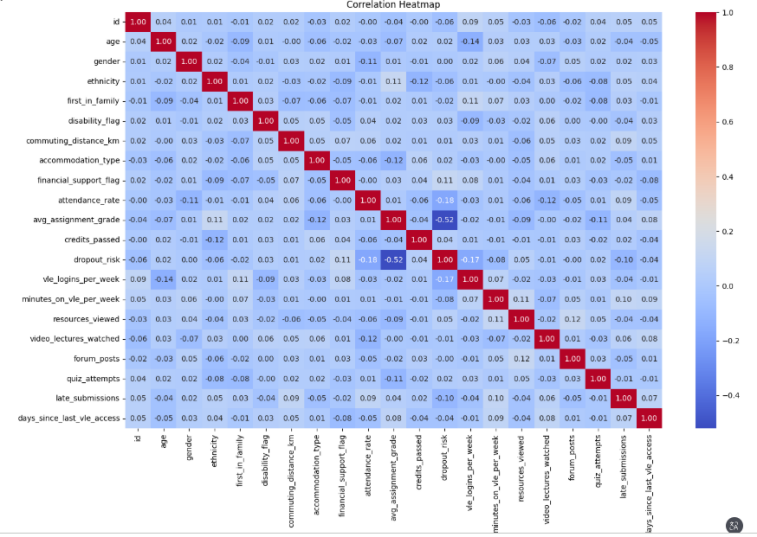 Correlation Heatmap
id 1.00 0.04 0.01 0.01 -0.01 0.02 0.02 -0.03 0.02 -0.00 -0.04 -0.00 -0.06 0.09 0.05 -0.03 -0.06 -0.02 0.04 0.05 0.05
age 0.04 1.00 0.02 -0.02 -0.09 0.01 -0.00 -0.06 -0.02 -0.03 -0.07 0.02 0.02 -0.14 0.03 0.03 0.03 -0.03 0.02 -0.04 -0.05
gender 0.01 0.02 1.00 0.02 -0.04 -0.01 0.03 0.02 0.01 -0.11 0.01 -0.01 0.00 -0.02 0.06 0.04 -0.07 0.05 0.02 0.02 0.03
ethnicity 0.01 -0.02 0.02 1.00 0.01 0.02 -0.03 -0.02 -0.09 -0.01 0.11 -0.12 -0.06 0.01 -0.00 -0.04 0.03 -0.06 -0.08 0.05 0.04
first_in_family -0.01 -0.09 -0.04 0.01 1.00 0.03 -0.07 -0.06 -0.07 -0.01 0.02 0.01 -0.02 0.11 0.07 0.03 0.00 -0.02 -0.08 0.03 -0.01
disability_flag 0.02 0.01 -0.01 0.02 0.03 1.00 0.05 0.05 -0.05 0.04 0.02 0.03 0.03 -0.09 -0.03 -0.02 0.06 0.00 -0.00 -0.04 0.03
commuting_distance_km 0.02 -0.00 0.03 -0.03 -0.07 0.05 1.00 0.05 0.07 0.06 0.02 0.01 0.02 0.03 0.01 -0.06 0.05 0.03 0.02 0.09 0.05
accommodation_type -0.03 -0.06 0.02 -0.02 -0.06 0.05 0.05 1.00 -0.05 -0.06 -0.12 0.06 0.02 -0.03 -0.00 -0.05 0.06 0.01 0.02 -0.05 0.01
financial_support_flag 0.02 -0.02 0.01 -0.09 -0.07 -0.05 0.07 -0.05 1.00 -0.00 0.03 0.04 0.11 0.08 0.01 -0.04 0.01 0.03 -0.03 -0.02 -0.08
attendance_rate -0.00 -0.03 -0.11 -0.01 -0.01 0.04 0.06 -0.06 -0.00 1.00 0.01 -0.04 -0.18 -0.02 0.01 -0.06 -0.12 -0.05 0.01 0.09 -0.05
avg_assignment_grade -0.04 -0.07 0.01 0.11 0.02 0.02 0.02 -0.12 0.03 0.01 1.00 -0.04 -0.52 -0.02 -0.01 -0.09 -0.00 -0.02 -0.11 0.04 0.08
credits_passed -0.00 0.02 -0.01 -0.12 0.01 0.03 0.01 0.06 0.04 -0.04 -0.04 1.00 0.04 0.01 -0.01 -0.01 -0.01 -0.03 0.02 0.02 -0.04
dropout_risk -0.06 0.02 0.00 -0.06 -0.02 0.03 0.02 0.02 0.11 -0.18 -0.52 0.04 1.00 -0.17 -0.08 0.05 -0.01 -0.00 0.02 -0.10 -0.04
vle_logins_per_week 0.09 -0.14 -0.02 0.01 0.11 -0.09 0.03 -0.03 0.08 -0.02 -0.02 0.01 -0.17 1.00 0.07 -0.02 -0.01 -0.01 0.03 -0.04 -0.01
minutes_on_vle_per_week 0.05 0.03 0.06 -0.00 0.07 -0.03 0.01 -0.00 0.01 0.01 -0.01 -0.01 -0.08 0.07 1.00 0.11 -0.07 0.05 0.01 0.10 0.09
resources_viewed -0.03 0.03 0.04 -0.04 0.03 -0.02 -0.06 -0.05 -0.04 -0.06 -0.09 -0.01 0.05 -0.02 0.11 1.00 -0.02 0.12 0.05 -0.04 -0.04
video_lectures_watched -0.06 0.03 -0.07 0.03 0.00 0.06 0.05 0.06 0.01 -0.12 -0.00 -0.01 -0.01 -0.01 -0.07 -0.02 1.00 0.01 -0.03 0.06 0.08
forum_posts -0.02 -0.03 0.05 -0.06 -0.02 0.00 0.03 0.01 0.03 -0.05 -0.02 -0.03 -0.00 -0.01 0.05 0.12 0.01 1.00 0.03 -0.05 0.01
quiz_attempts 0.04 0.02 0.02 -0.08 -0.08 -0.00 0.02 0.02 -0.03 0.01 -0.11 -0.02 0.02 0.03 0.01 0.05 -0.03 0.03 1.00 -0.01 -0.01
late_submissions 0.05 -0.04 0.02 0.05 0.03 -0.04 0.09 -0.05 -0.02 0.09 0.04 0.02 -0.10 -0.04 0.10 -0.04 0.06 -0.05 -0.01 1.00 0.07
days_since_last_vle_access 0.05 -0.05 0.03 0.04 -0.01 0.03 0.05 0.01 -0.08 -0.05 0.08 -0.04 -0.04 -0.01 0.09 -0.04 0.08 0.01 -0.01 0.07 1.00
id
age
gender
ethnicity
first_in_family
disability_flag
commuting_distance_km
accommodation_type
financial_support_flag
attendance_rate
avg_assignment_grade
credits_passed
dropout_risk
vle_logins_per_week
minutes_on_vle_per_week
resources_viewed
video_lectures_watched
forum_posts
quiz_attempts
late_submissions
ays_since_last_vle_access
1.0
0.8
0.6
0.4
0.2
0.0
−0.2
−0.4